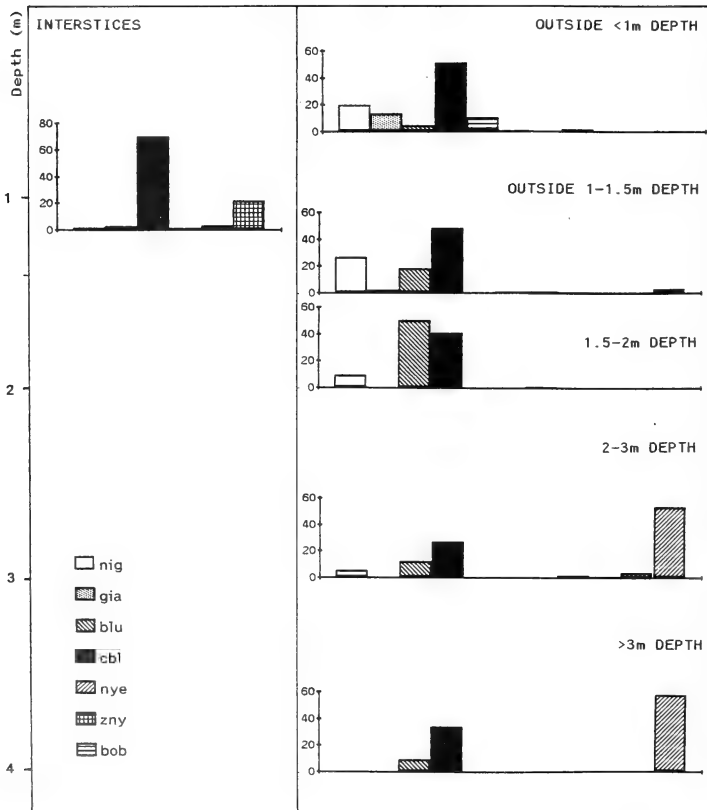 Depth (m)
INTERSTICES
80
60
40
20
0
1
2
3
4
nig
gia
blu
cbl
nye
zny
bob
OUTSIDE <1m DEPTH
60
40
20
0
OUTSIDE 1-1.5m DEPTH
60
40
20
0
1.5-2m DEPTH
60
40
20
0
2-3m DEPTH
60
40
20
0
>3m DEPTH
60
40
20
0